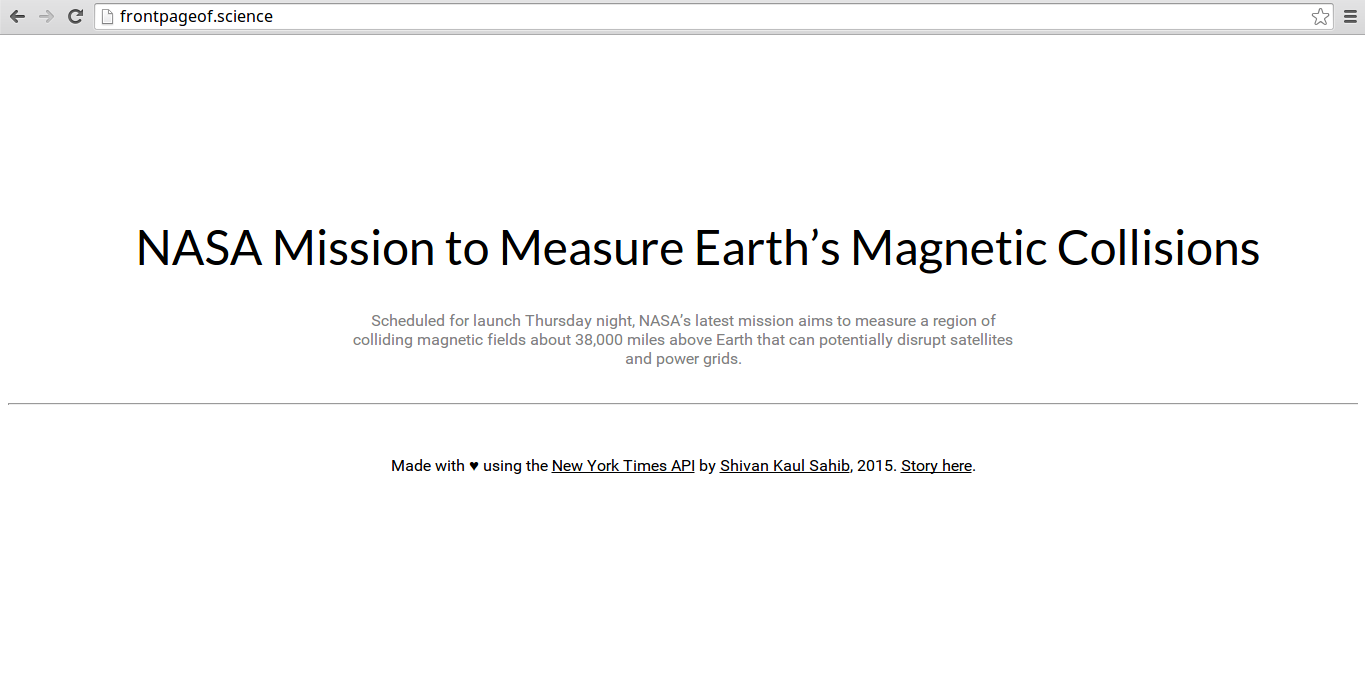 frontpageof.science
NASA Mission to Measure Earth’s Magnetic Collisions
Scheduled for launch Thursday night, NASA’s latest mission aims to measure a region of
colliding magnetic fields about 38,000 miles above Earth that can potentially disrupt satellites
and power grids.
Made with ♥ using the New York Times API by Shivan Kaul Sahib, 2015. Story here.